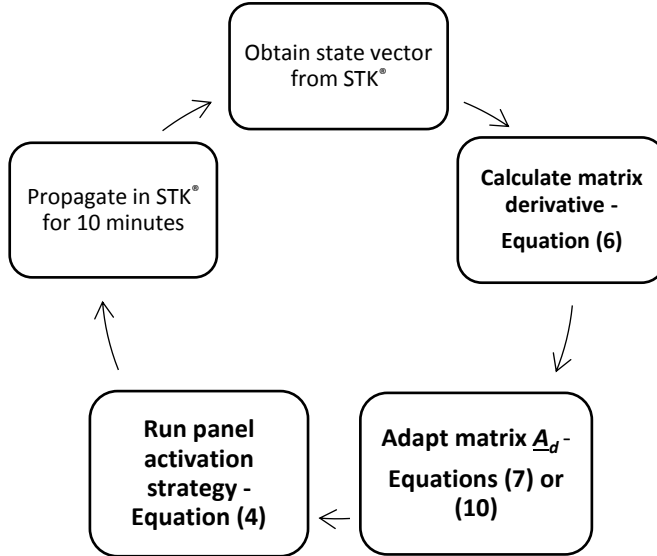 Obtain state vector
from STK®
Calculate matrix
derivative -
Equation (6)
Adapt matrix A_d -
Equations (7) or
(10)
Run panel
activation
strategy -
Equation (4)
Propagate in STK®
for 10 minutes